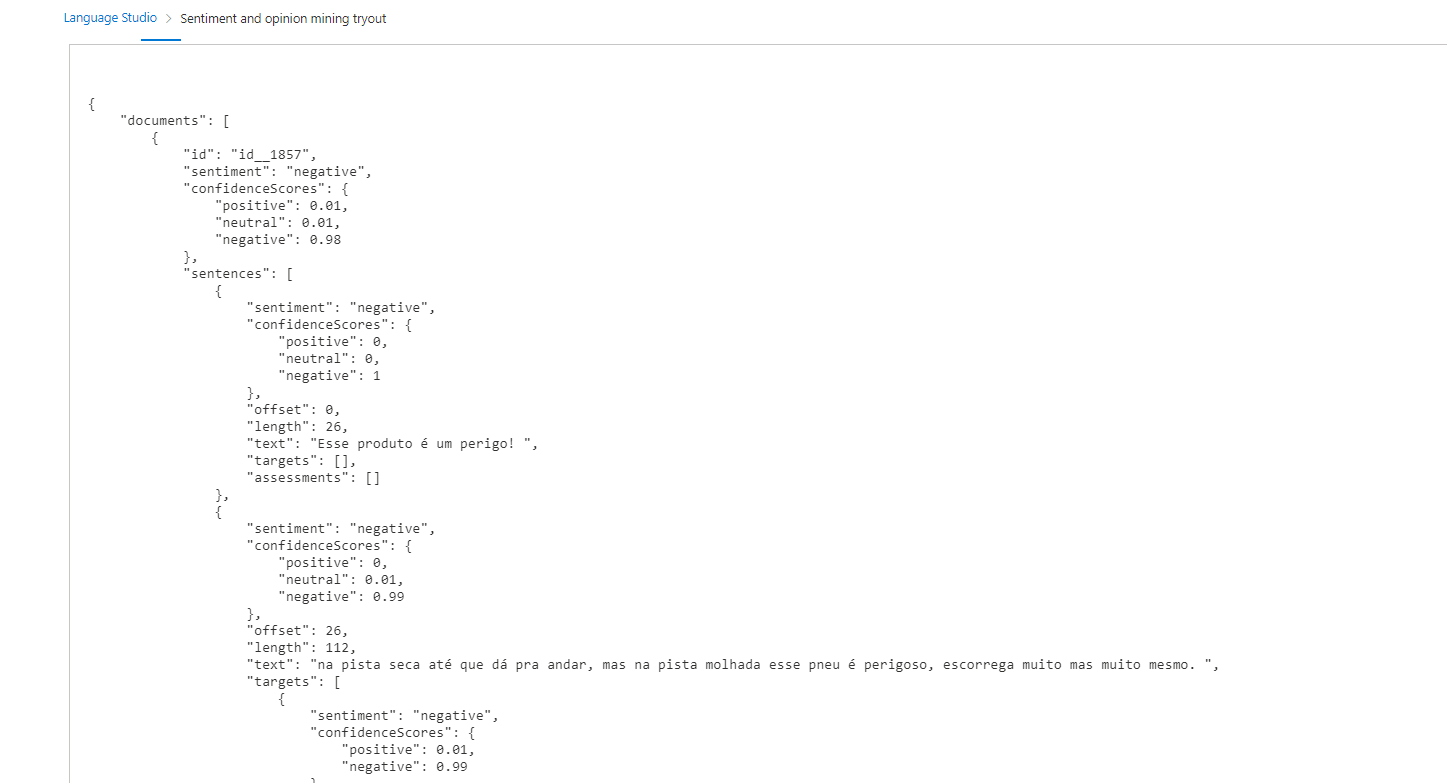 Language Studio > Sentiment and opinion mining tryout
{
    "documents": [
        {
            "id": "id__1857",
            "sentiment": "negative",
            "confidenceScores": {
                "positive": 0.01,
                "neutral": 0.01,
                "negative": 0.98
            },
            "sentences": [
                {
                    "sentiment": "negative",
                    "confidenceScores": {
                        "positive": 0,
                        "neutral": 0,
                        "negative": 1
                    },
                    "offset": 0,
                    "length": 26,
                    "text": "Esse produto é um perigo! ",
                    "targets": [],
                    "assessments": []
                },
                {
                    "sentiment": "negative",
                    "confidenceScores": {
                        "positive": 0,
                        "neutral": 0.01,
                        "negative": 0.99
                    },
                    "offset": 26,
                    "length": 112,
                    "text": "na pista seca até que dá pra andar, mas na pista molhada esse pneu é perigoso, escorrega muito mas muito mesmo. ",
                    "targets": [
                        {
                            "sentiment": "negative",
                            "confidenceScores": {
                                "positive": 0.01,
                                "negative": 0.99